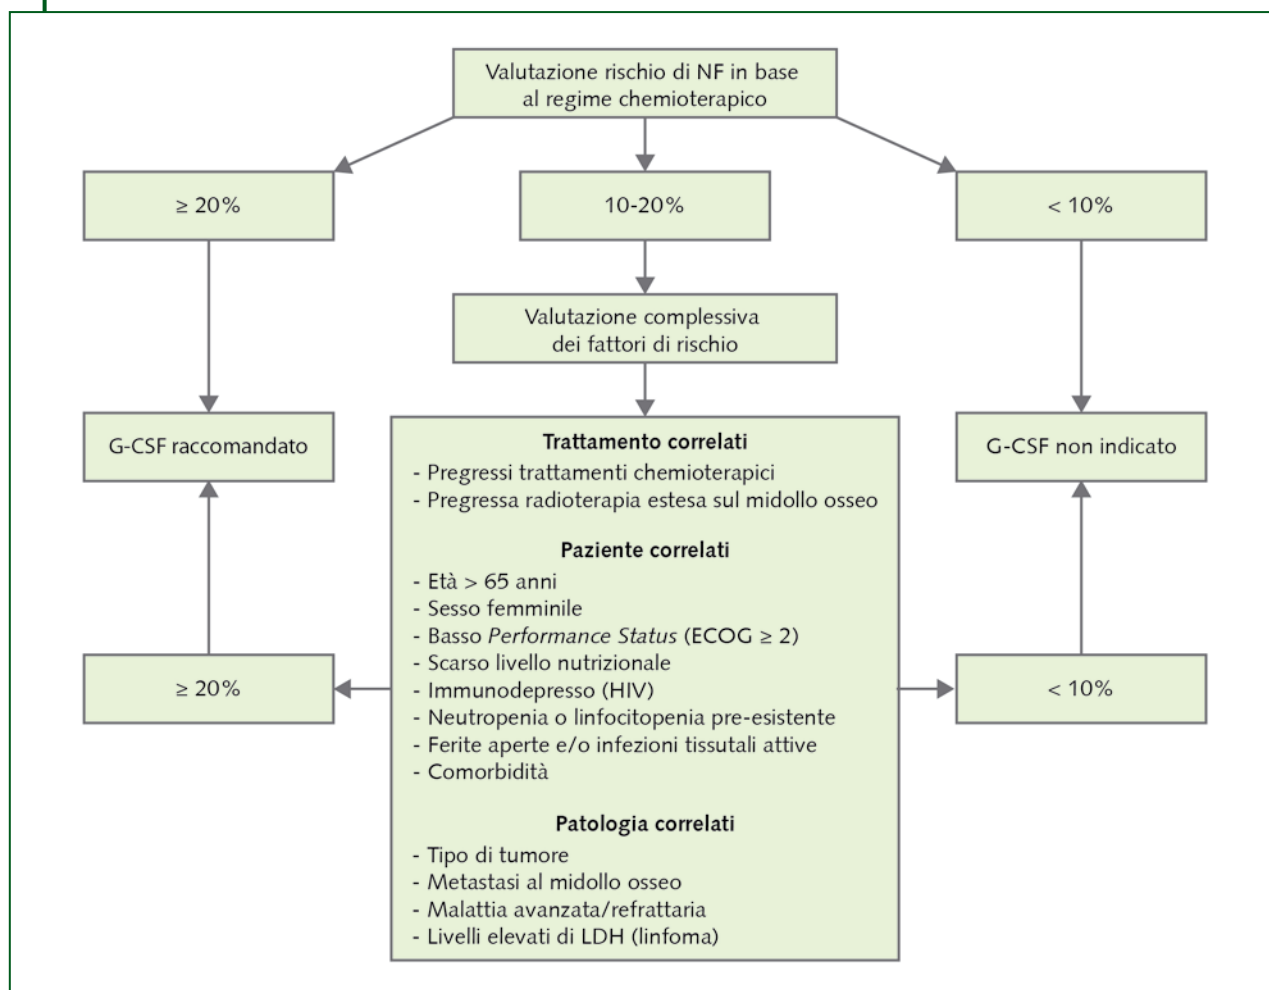 Valutazione rischio di NF in base
al regime chemioterapico
≥ 20%
10-20%
< 10%
Valutazione complessiva
dei fattori di rischio
G-CSF raccomandato
G-CSF non indicato
Trattamento correlati
- Pregressi trattamenti chemioterapici
- Pregressa radioterapia estesa sul midollo osseo
Paziente correlati
- Età > 65 anni
- Sesso femminile
- Basso Performance Status (ECOG ≥ 2)
- Scarso livello nutrizionale
- Immunodepresso (HIV)
- Neutropenia o linfocitopenia pre-esistente
- Ferite aperte e/o infezioni tissutali attive
- Comorbidità
Patologia correlati
- Tipo di tumore
- Metastasi al midollo osseo
- Malattia avanzata/refrattaria
- Livelli elevati di LDH (linfoma)
≥ 20%
< 10%